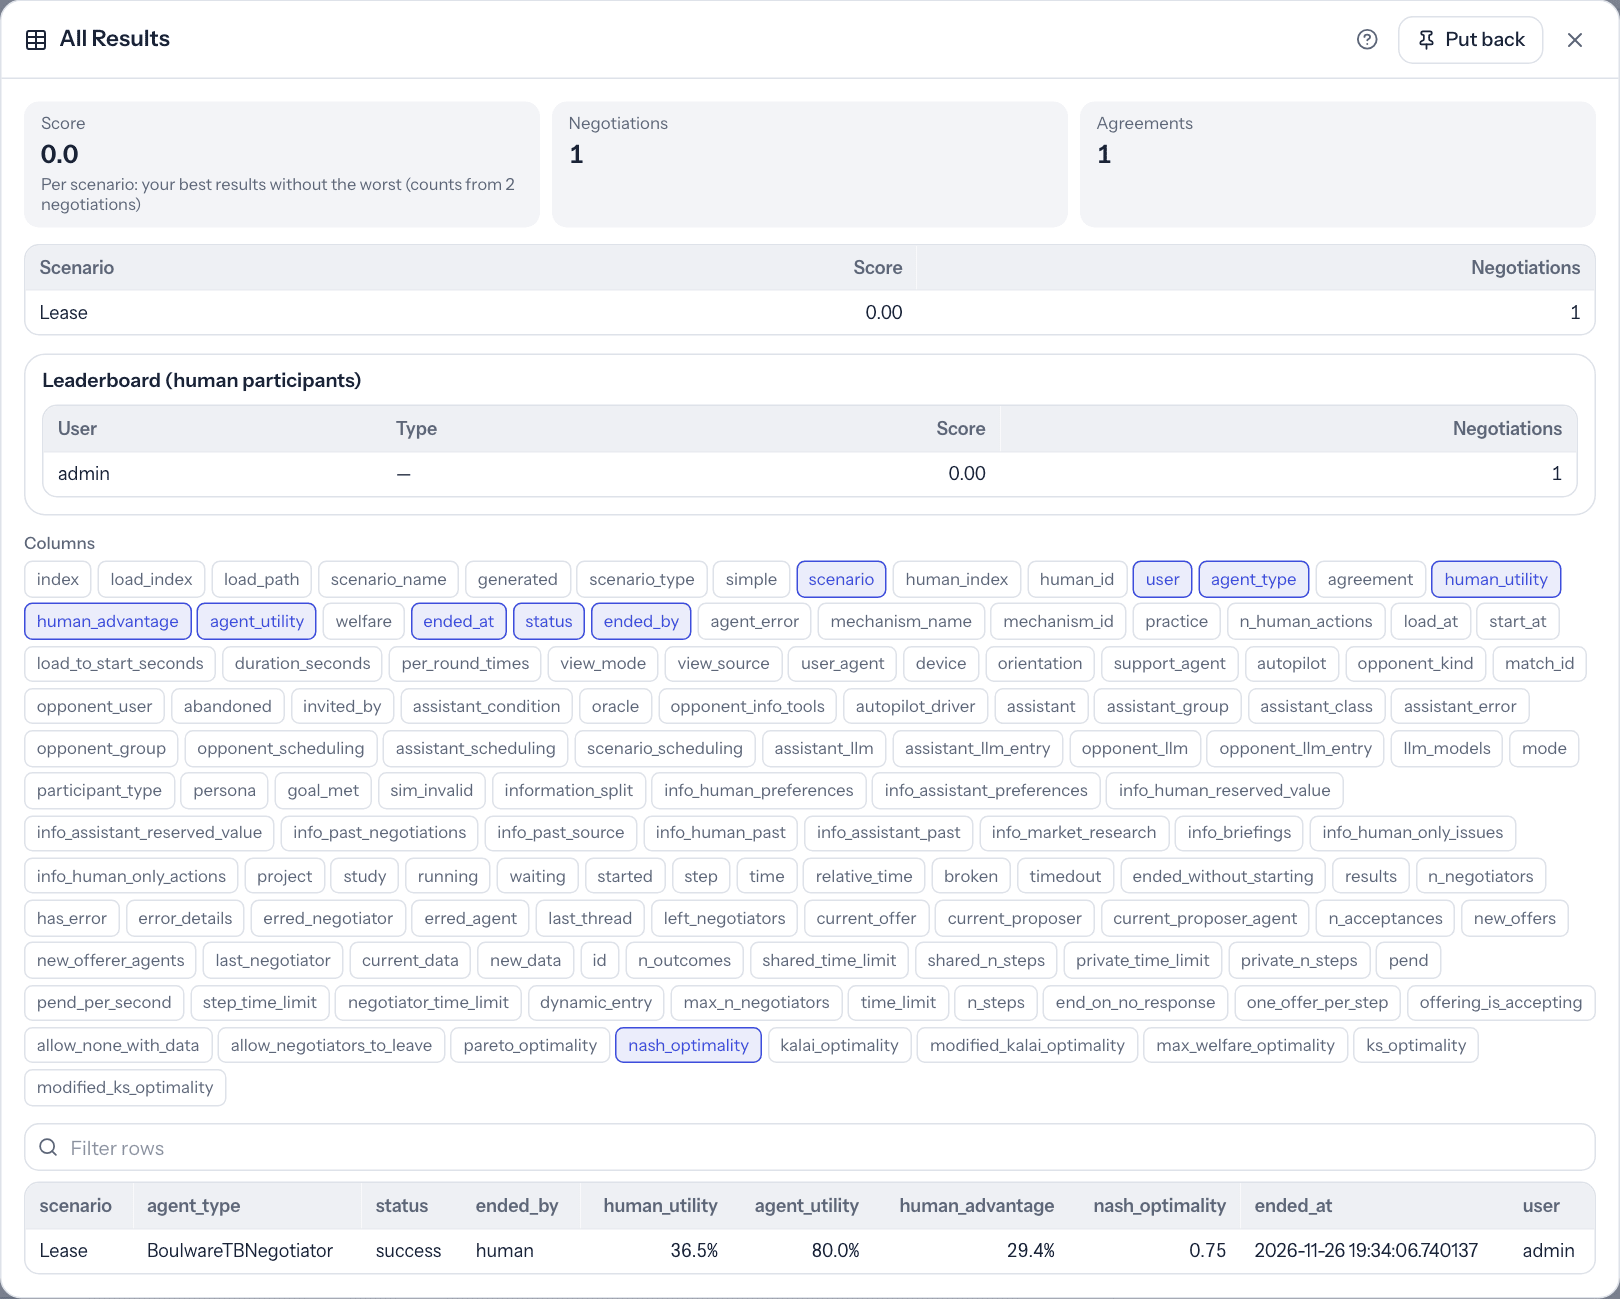 All Results
Put back
Score
0.0
Per scenario: your best results without the worst (counts from 2
negotiations)
Negotiations
1
Agreements
1
Scenario Score Negotiations
Lease 0.00 1
Leaderboard (human participants)
User Type Score Negotiations
admin — 0.00 1
Columns
index load_index load_path scenario_name generated scenario_type simple scenario human_index human_id user agent_type agreement human_utility
human_advantage agent_utility welfare ended_at status ended_by agent_error mechanism_name mechanism_id practice n_human_actions load_at start_at
load_to_start_seconds duration_seconds per_round_times view_mode view_source user_agent device orientation support_agent autopilot opponent_kind match_id
opponent_user abandoned invited_by assistant_condition oracle opponent_info_tools autopilot_driver assistant assistant_group assistant_class assistant_error
opponent_group opponent_scheduling assistant_scheduling scenario_scheduling assistant_llm assistant_llm_entry opponent_llm opponent_llm_entry llm_models mode
participant_type persona goal_met sim_invalid information_split info_human_preferences info_assistant_preferences info_human_reserved_value
info_assistant_reserved_value info_past_negotiations info_past_source info_human_past info_assistant_past info_market_research info_briefings info_human_only_issues
info_human_only_actions project study running waiting started step time relative_time broken timedout ended_without_starting results n_negotiators
has_error error_details erred_negotiator erred_agent last_thread left_negotiators current_offer current_proposer current_proposer_agent n_acceptances new_offers
new_offerer_agents last_negotiator current_data new_data id n_outcomes shared_time_limit shared_n_steps private_time_limit private_n_steps pend
pend_per_second step_time_limit negotiator_time_limit dynamic_entry max_n_negotiators time_limit n_steps end_on_no_response one_offer_per_step offering_is_accepting
allow_none_with_data allow_negotiators_to_leave pareto_optimality nash_optimality kalai_optimality modified_kalai_optimality max_welfare_optimality ks_optimality
modified_ks_optimality
Filter rows
scenario agent_type status ended_by human_utility agent_utility human_advantage nash_optimality ended_at user
Lease BoulwareTBNegotiator success human 36.5% 80.0% 29.4% 0.75 2026-11-26 19:34:06.740137 admin